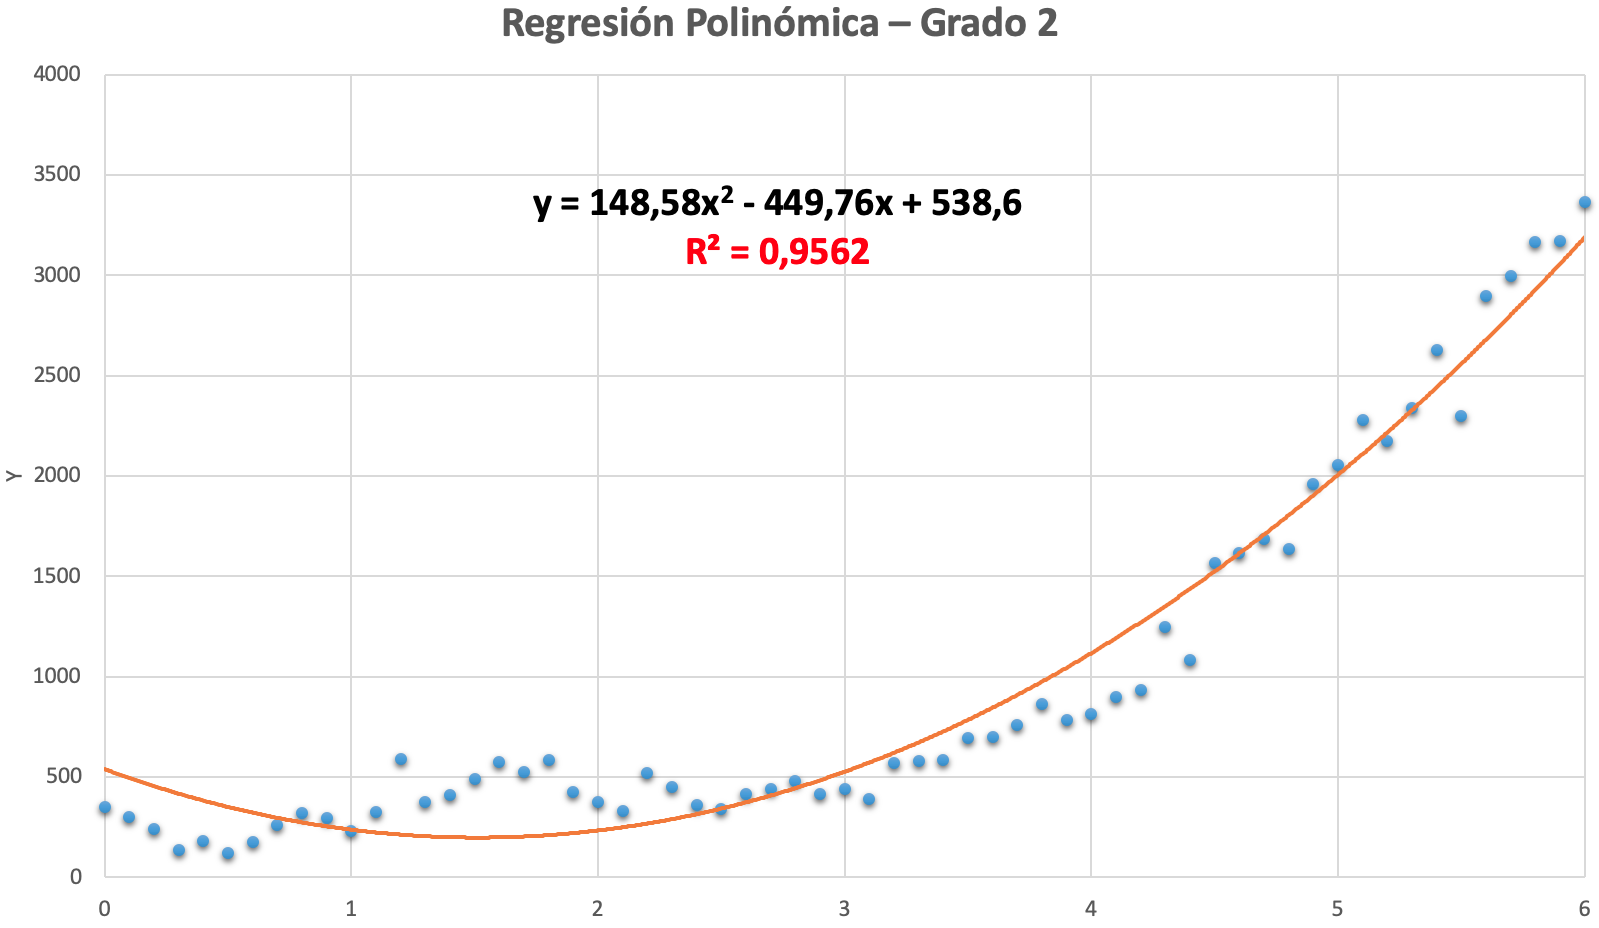 Regresión Polinómica – Grado 2
4000
3500
y = 148,58x² - 449,76x + 538,6
R² = 0,9562
3000
2500
2000
Y
1500
1000
500
0
0 1 2 3 4 5 6